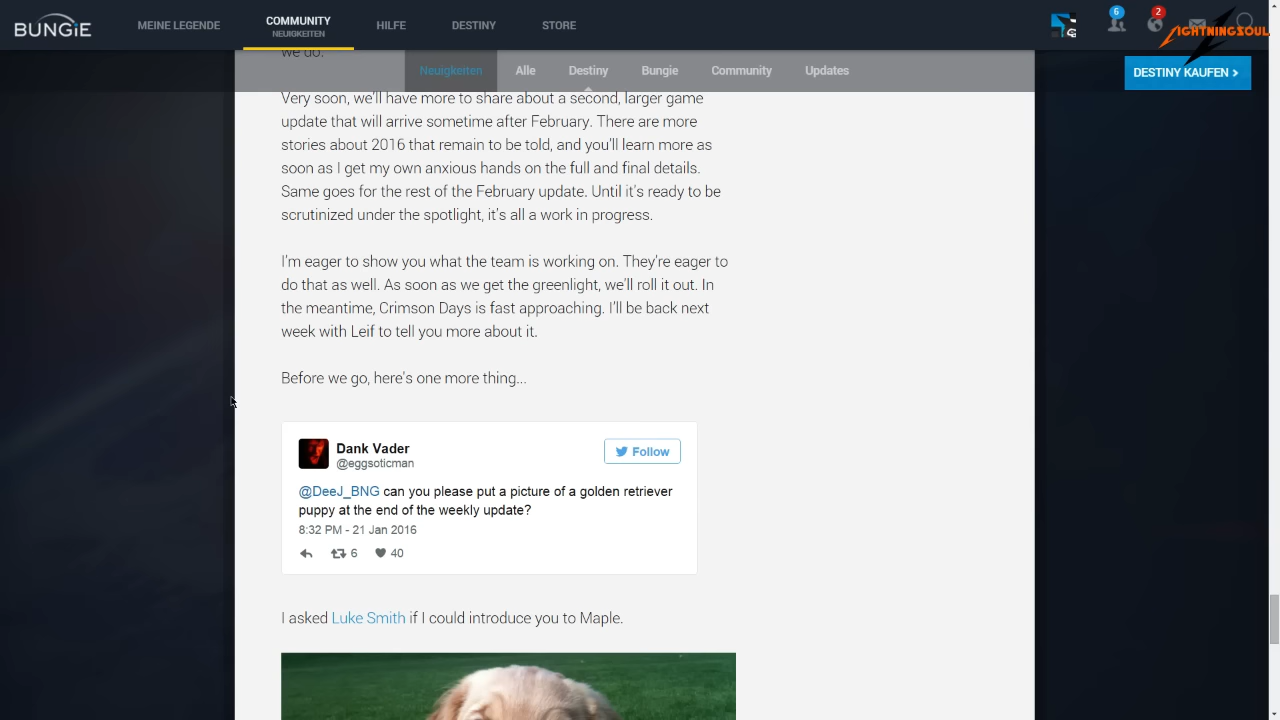 BUNGiE
MEINE LEGENDE
COMMUNITY
NEUIGKEITEN
HILFE
DESTINY
STORE
6
2
LIGHTNINGSOUL
we do.
Neuigkeiten
Alle
Destiny
Bungie
Community
Updates
DESTINY KAUFEN >
Very soon, we'll have more to share about a second, larger game
update that will arrive sometime after February. There are more
stories about 2016 that remain to be told, and you'll learn more as
soon as I get my own anxious hands on the full and final details.
Same goes for the rest of the February update. Until it's ready to be
scrutinized under the spotlight, it's all a work in progress.
I'm eager to show you what the team is working on. They're eager to
do that as well. As soon as we get the greenlight, we'll roll it out. In
the meantime, Crimson Days is fast approaching. I'll be back next
week with Leif to tell you more about it.
Before we go, here's one more thing...
Dank Vader
@eggsoticman
Follow
@DeeJ_BNG can you please put a picture of a golden retriever
puppy at the end of the weekly update?
8:32 PM - 21 Jan 2016
6
40
I asked Luke Smith if I could introduce you to Maple.